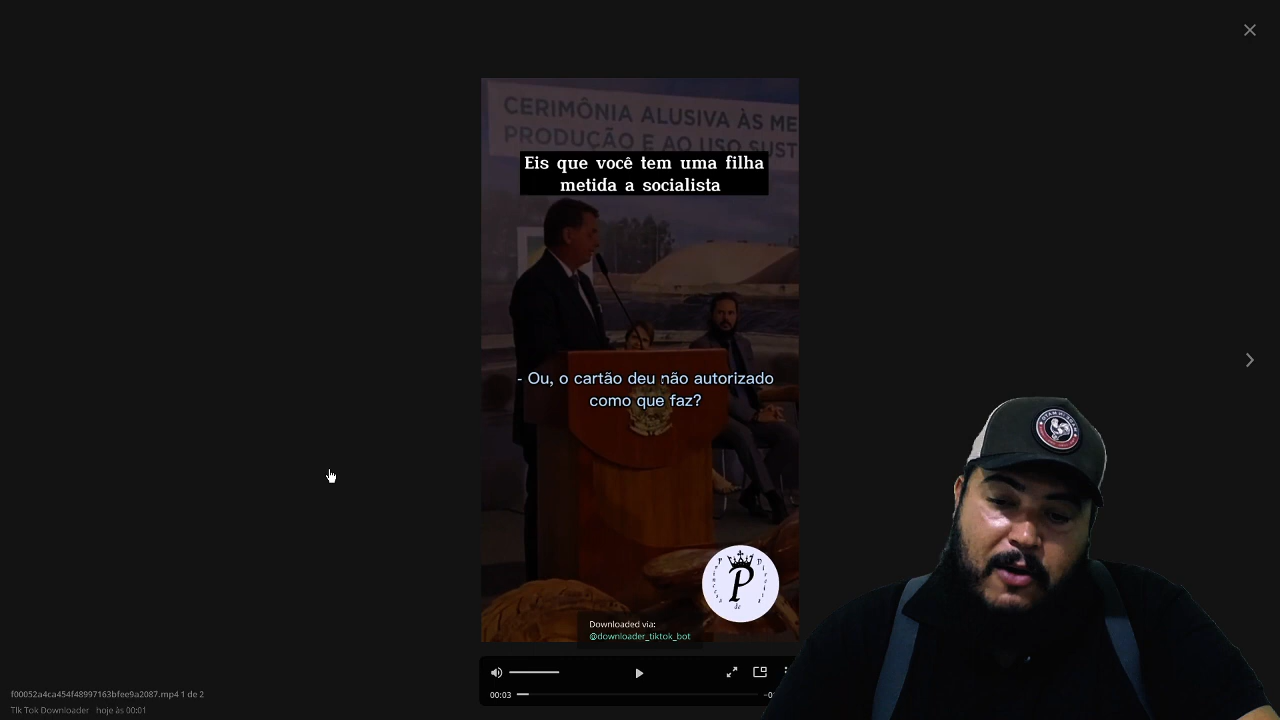 CERIMÔNIA ALUSIVA ÀS ME
PRODUÇÃO E AO USO SUST
Eis que você tem uma filha
metida a socialista
- Ou, o cartão deu não autorizado
como que faz?
P
Downloaded via:
@downloader_tiktok_bot
00:03
f00052a4ca454f48997163bfee9a2087.mp4 1 de 2
Tik Tok Downloader hoje às 00:01